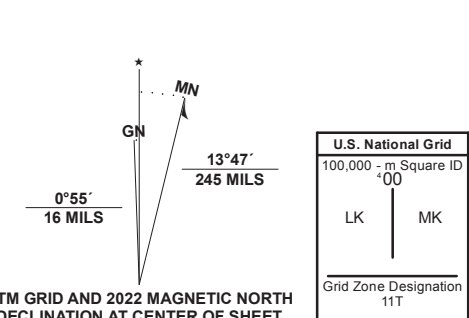 ★
MN
GN
13°47´
245 MILS
0°55´
16 MILS
TM GRID AND 2022 MAGNETIC NORTH
DECLINATION AT CENTER OF SHEET
U.S. National Grid
100,000 - m Square ID
⁴00
LK
MK
Grid Zone Designation
11T